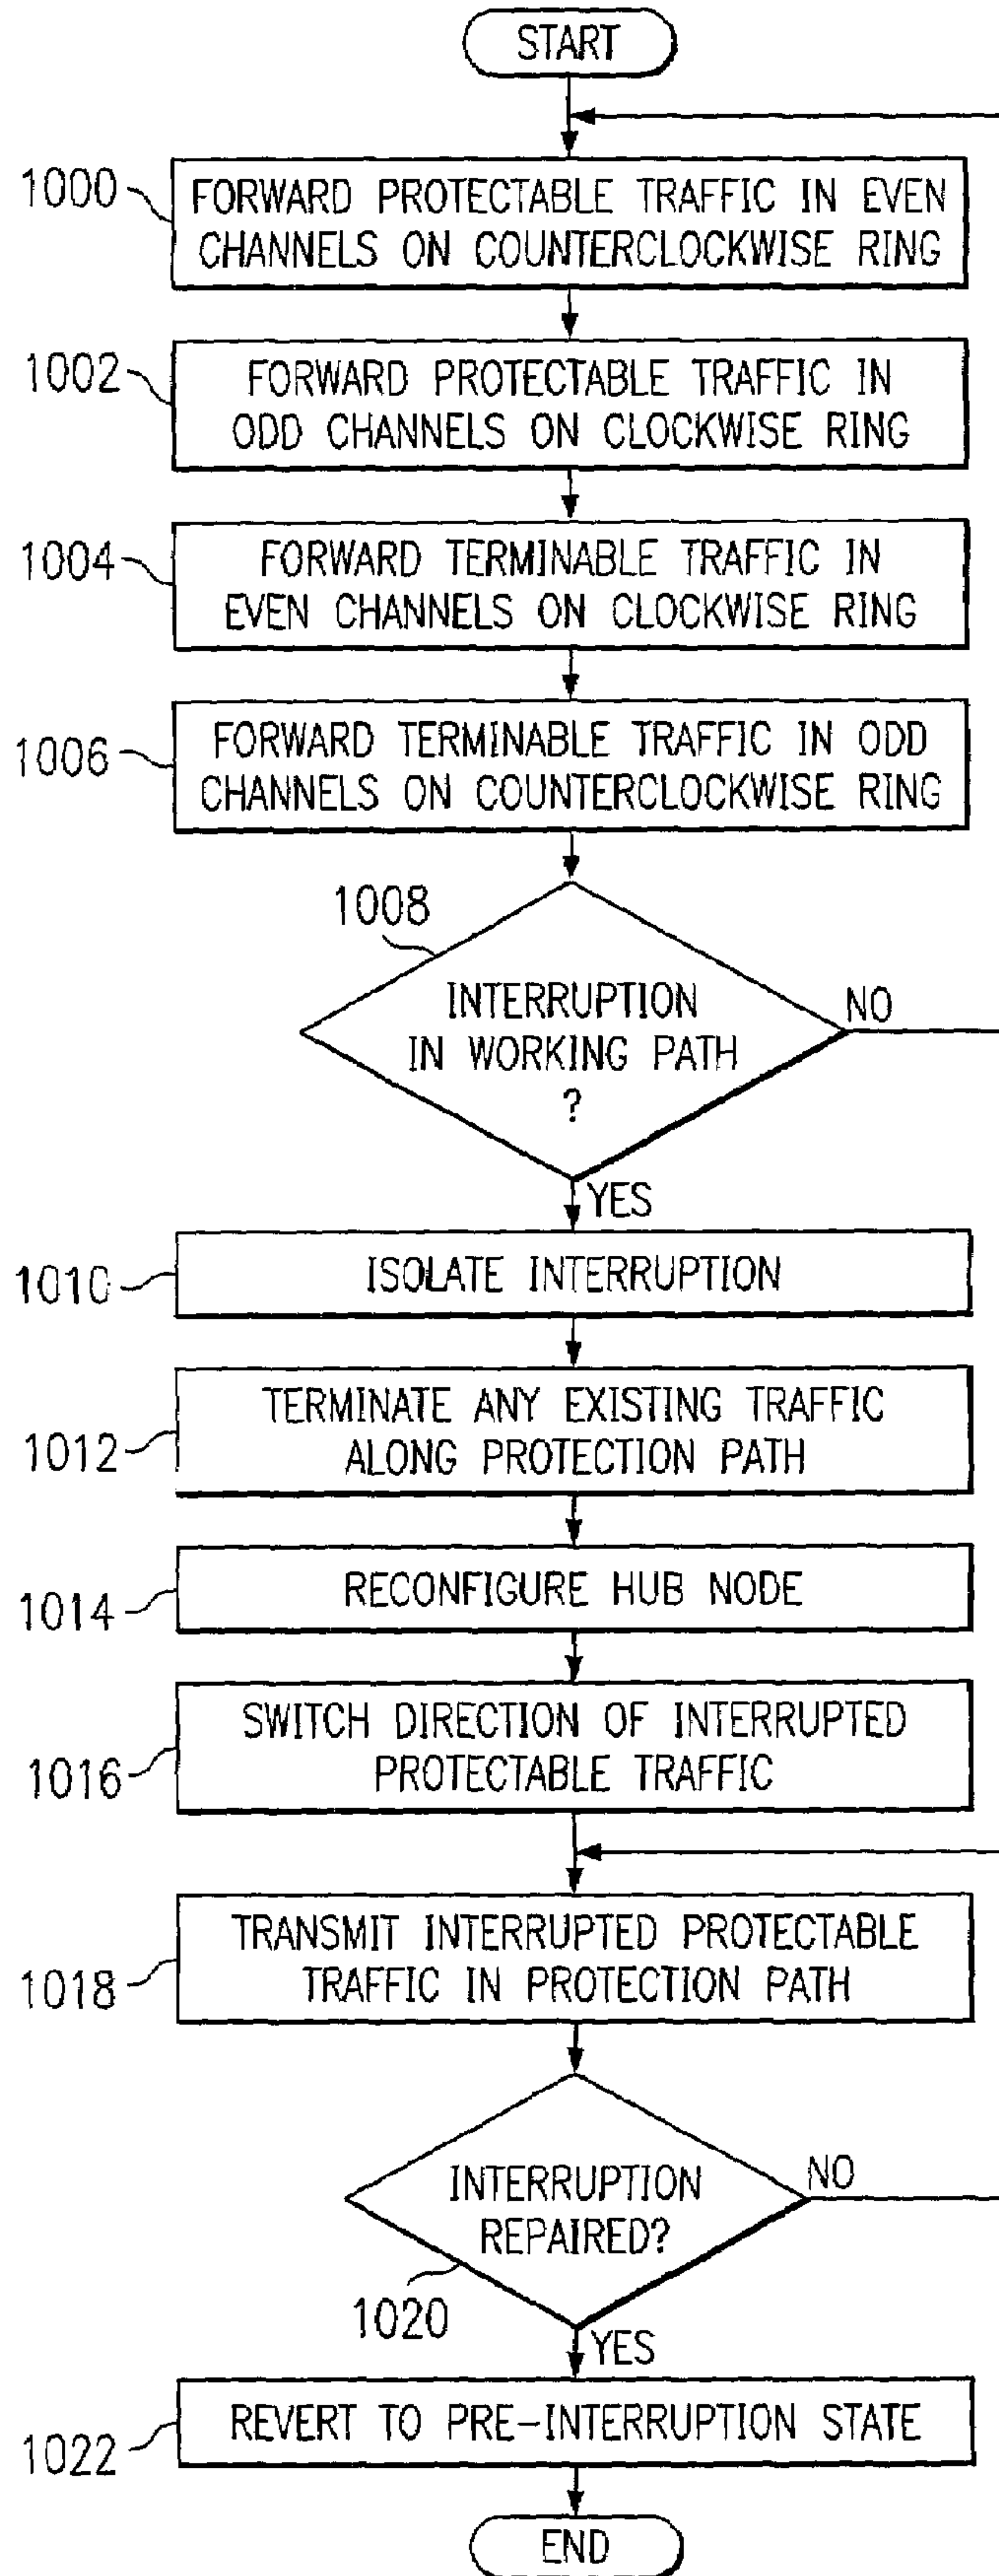 START
1000
FORWARD PROTECTABLE TRAFFIC IN EVEN
CHANNELS ON COUNTERCLOCKWISE RING
1002
FORWARD PROTECTABLE TRAFFIC IN
ODD CHANNELS ON CLOCKWISE RING
1004
FORWARD TERMINABLE TRAFFIC IN
EVEN CHANNELS ON CLOCKWISE RING
1006
FORWARD TERMINABLE TRAFFIC IN ODD
CHANNELS ON COUNTERCLOCKWISE RING
1008
INTERRUPTION
IN WORKING PATH
?
NO
YES
1010
ISOLATE INTERRUPTION
1012
TERMINATE ANY EXISTING TRAFFIC
ALONG PROTECTION PATH
1014
RECONFIGURE HUB NODE
1016
SWITCH DIRECTION OF INTERRUPTED
PROTECTABLE TRAFFIC
1018
TRANSMIT INTERRUPTED PROTECTABLE
TRAFFIC IN PROTECTION PATH
INTERRUPTION
REPAIRED?
NO
1020
YES
1022
REVERT TO PRE-INTERRUPTION STATE
END